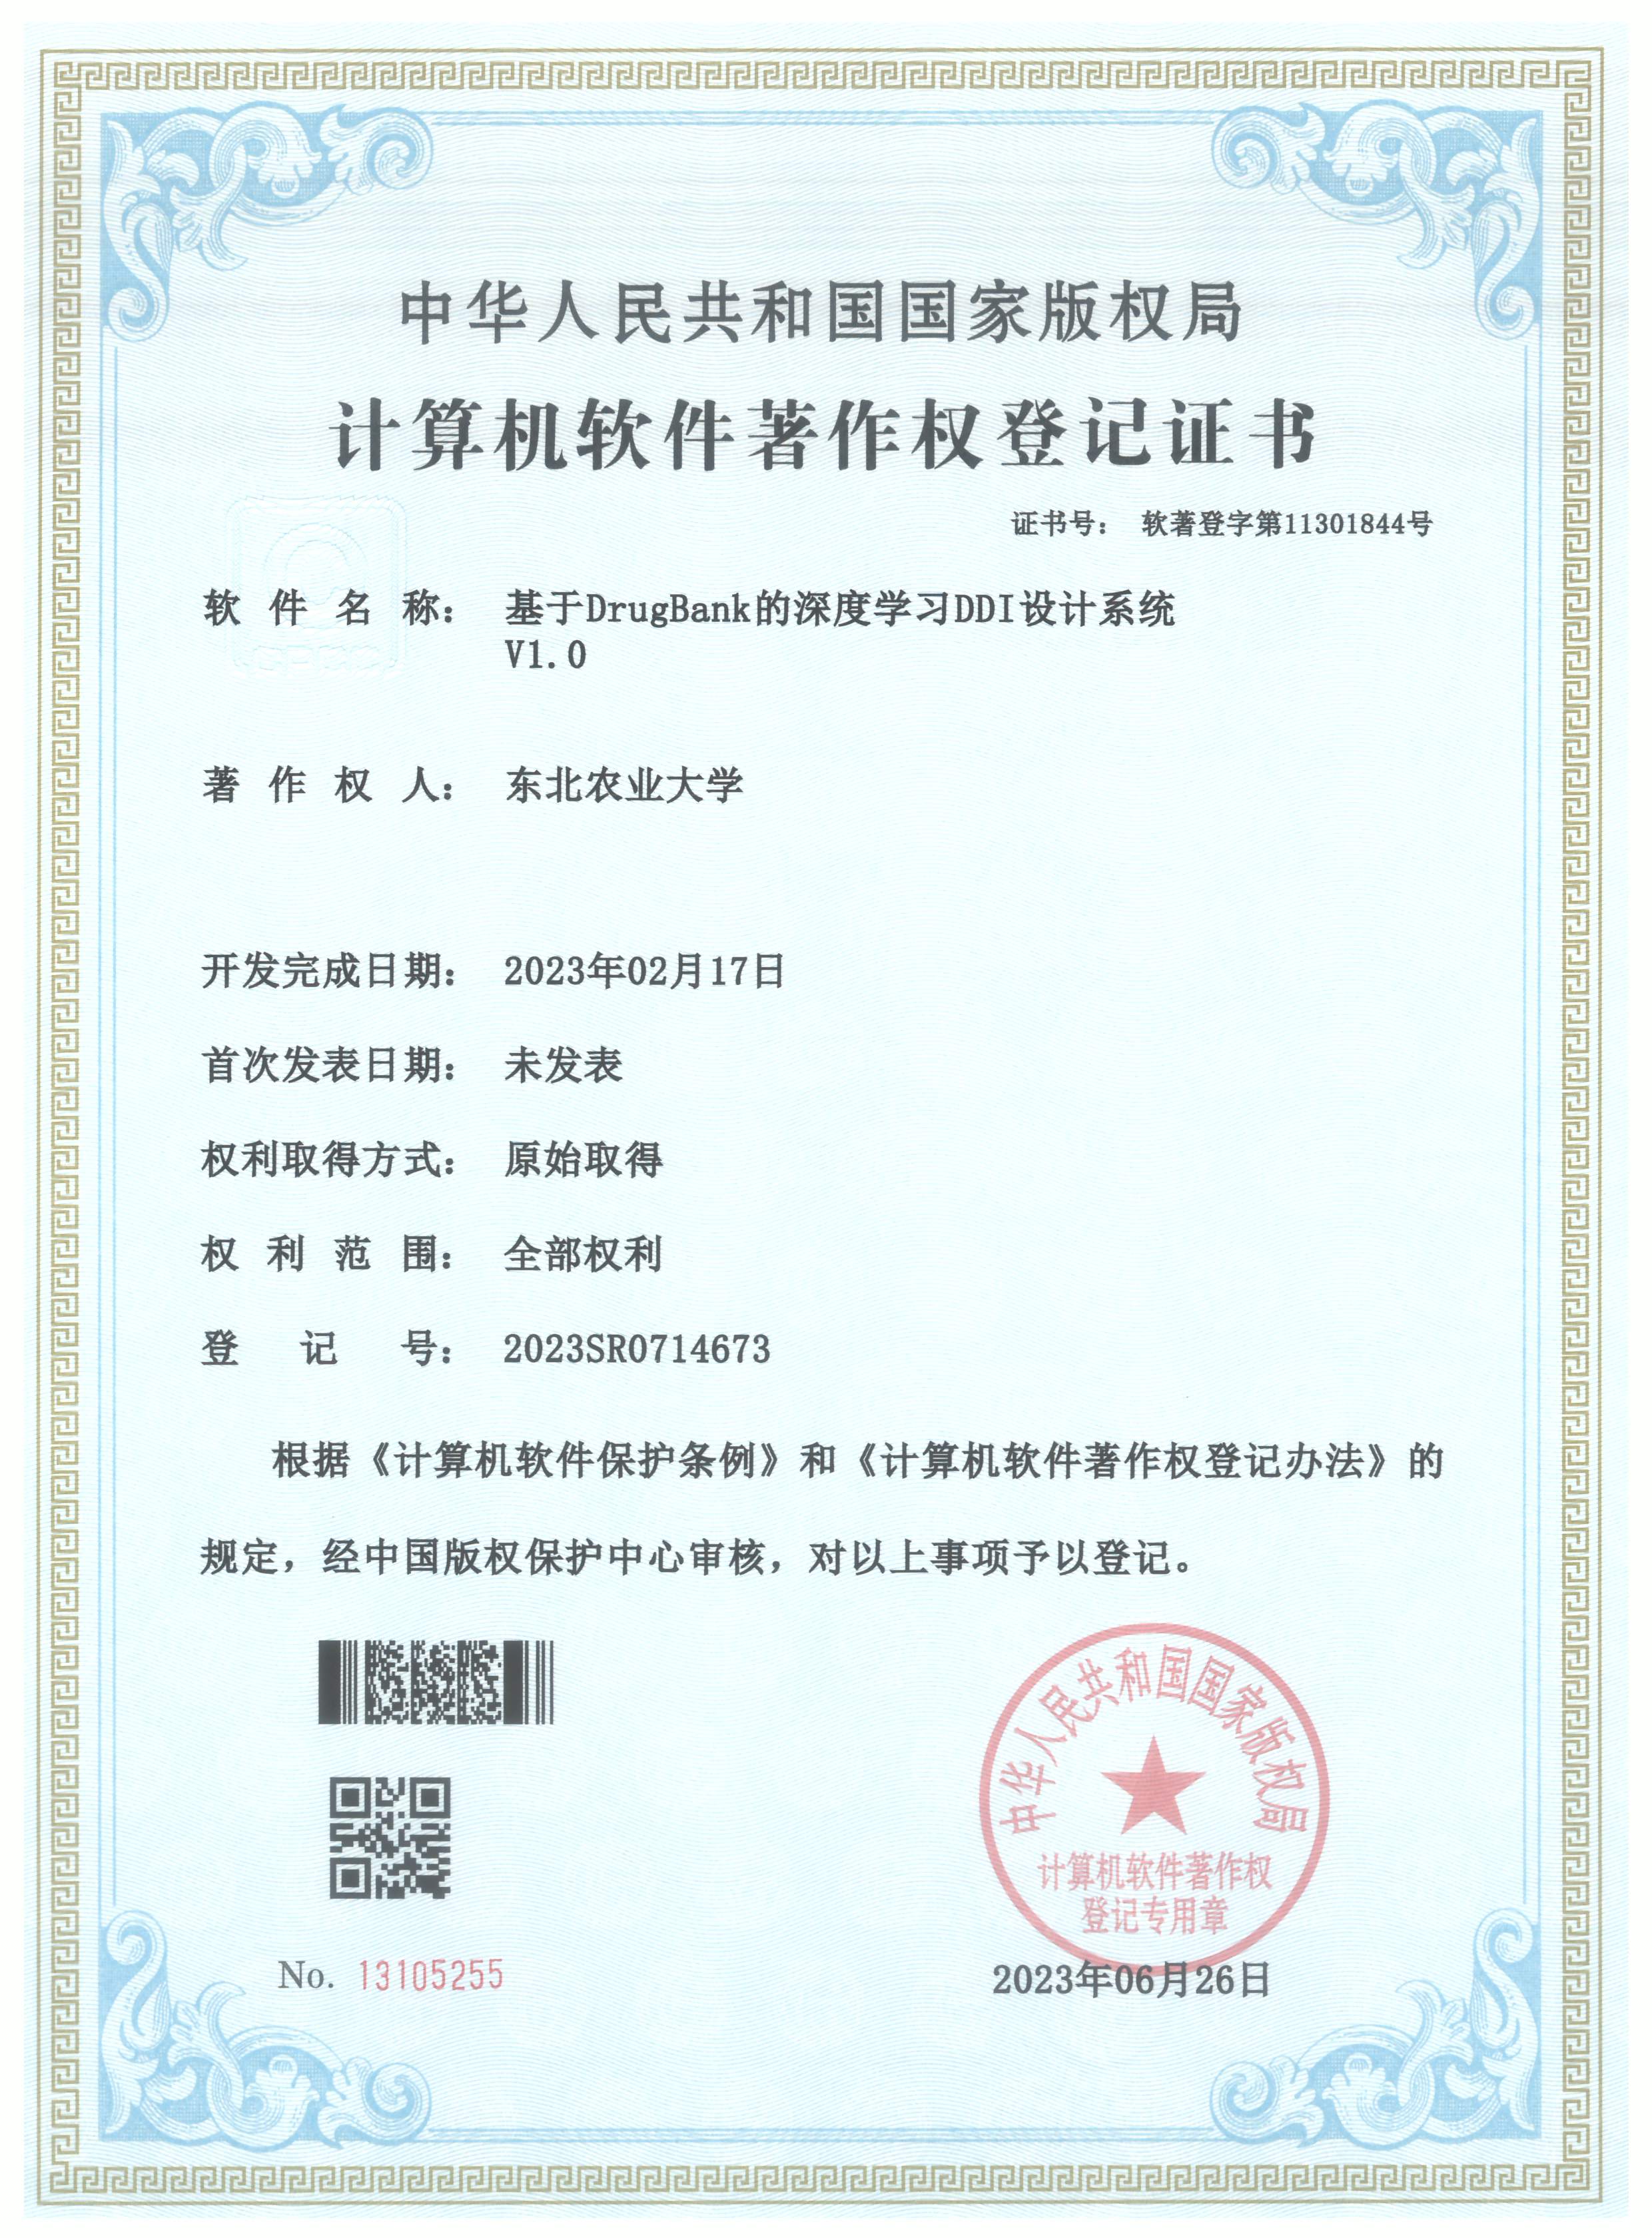 中华人民共和国国家版权局
计算机软件著作权登记证书
证书号： 软著登字第11301844号
软件名称： 基于DrugBank的深度学习DDI设计系统
V1.0
著作权人： 东北农业大学
开发完成日期： 2023年02月17日
首次发表日期： 未发表
权利取得方式： 原始取得
权利范围： 全部权利
登记号： 2023SR0714673
根据《计算机软件保护条例》和《计算机软件著作权登记办法》的
规定，经中国版权保护中心审核，对以上事项予以登记。
中华人民共和国国家版权局
计算机软件著作权
登记专用章
No. 13105255
2023年06月26日